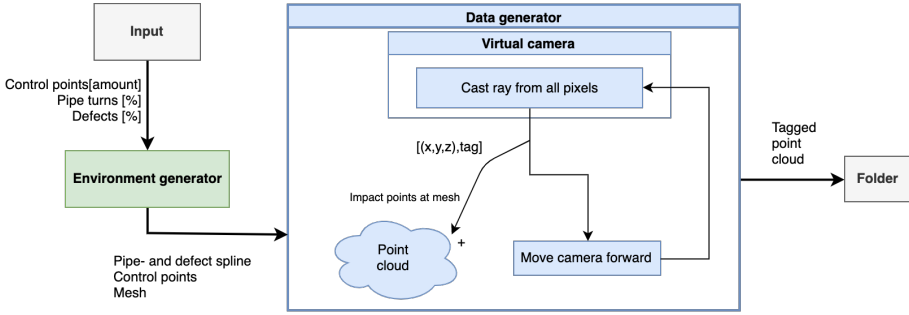 Input
Control points[amount]
Pipe turns [%]
Defects [%]
Environment generator
Pipe- and defect spline
Control points
Mesh
Data generator
Virtual camera
Cast ray from all pixels
[(x,y,z),tag]
Impact points at mesh
Point
cloud
+
Move camera forward
Tagged
point
cloud
Folder